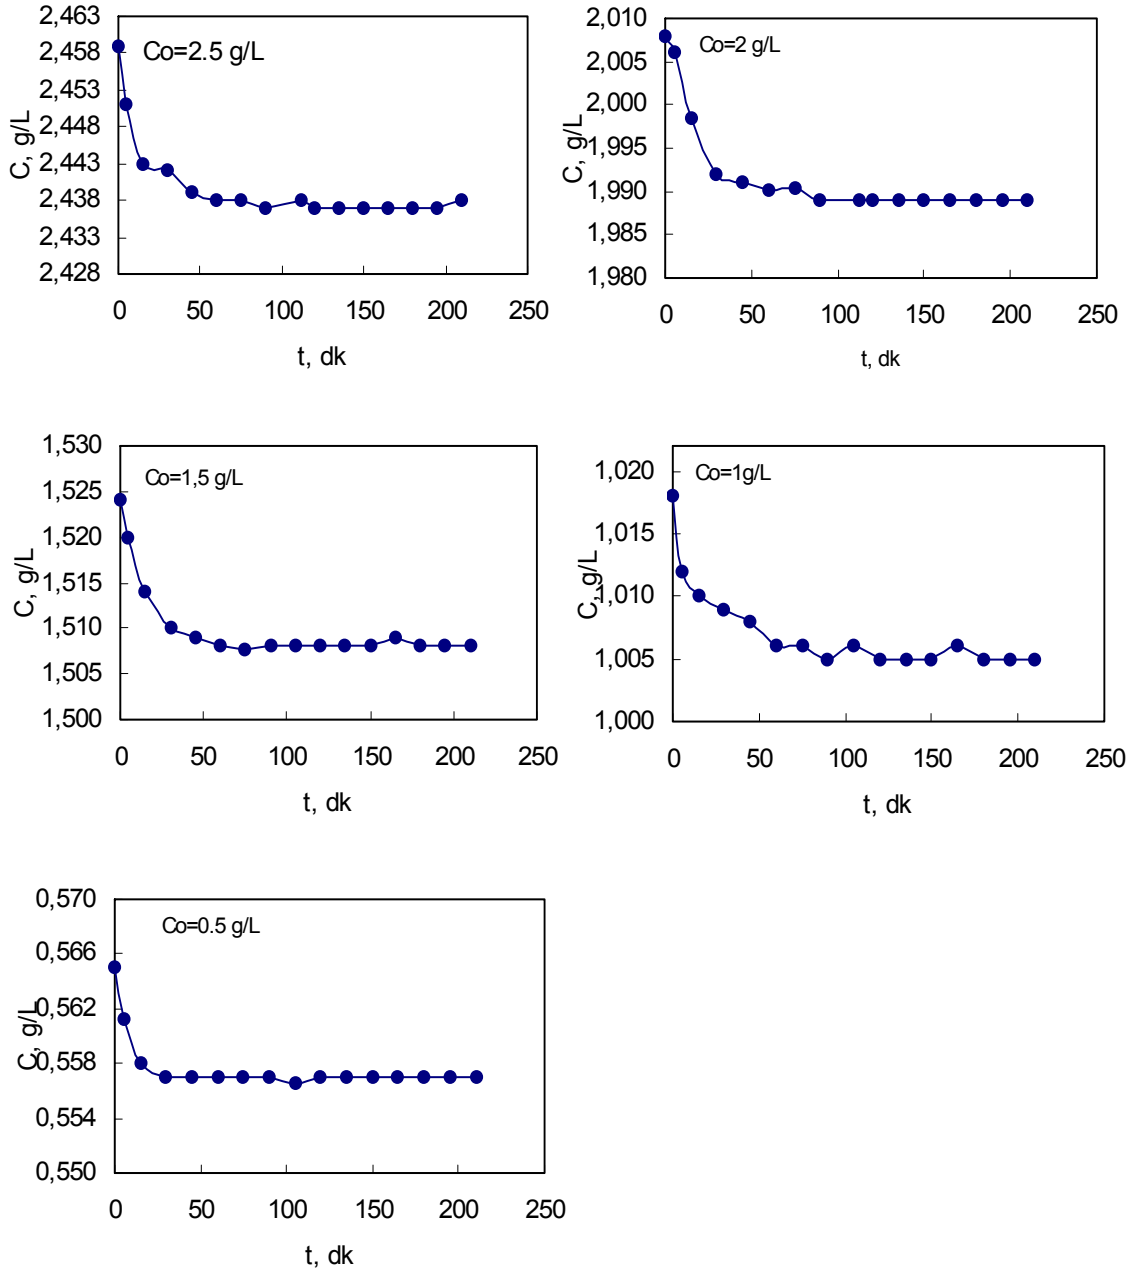 2,463
2,458
2,453
2,448
2,443
2,438
2,433
2,428
C, g/L
Co=2.5 g/L
0 50 100 150 200 250
t, dk
2,010
2,005
2,000
1,995
1,990
1,985
1,980
C, g/L
Co=2 g/L
0 50 100 150 200 250
t, dk
1,530
1,525
1,520
1,515
1,510
1,505
1,500
C, g/L
Co=1,5 g/L
0 50 100 150 200 250
t, dk
1,020
1,015
1,010
1,005
1,000
C, g/L
Co=1g/L
0 50 100 150 200 250
t, dk
0,570
0,566
0,562
0,558
0,554
0,550
C, g/L
Co=0.5 g/L
0 50 100 150 200 250
t, dk